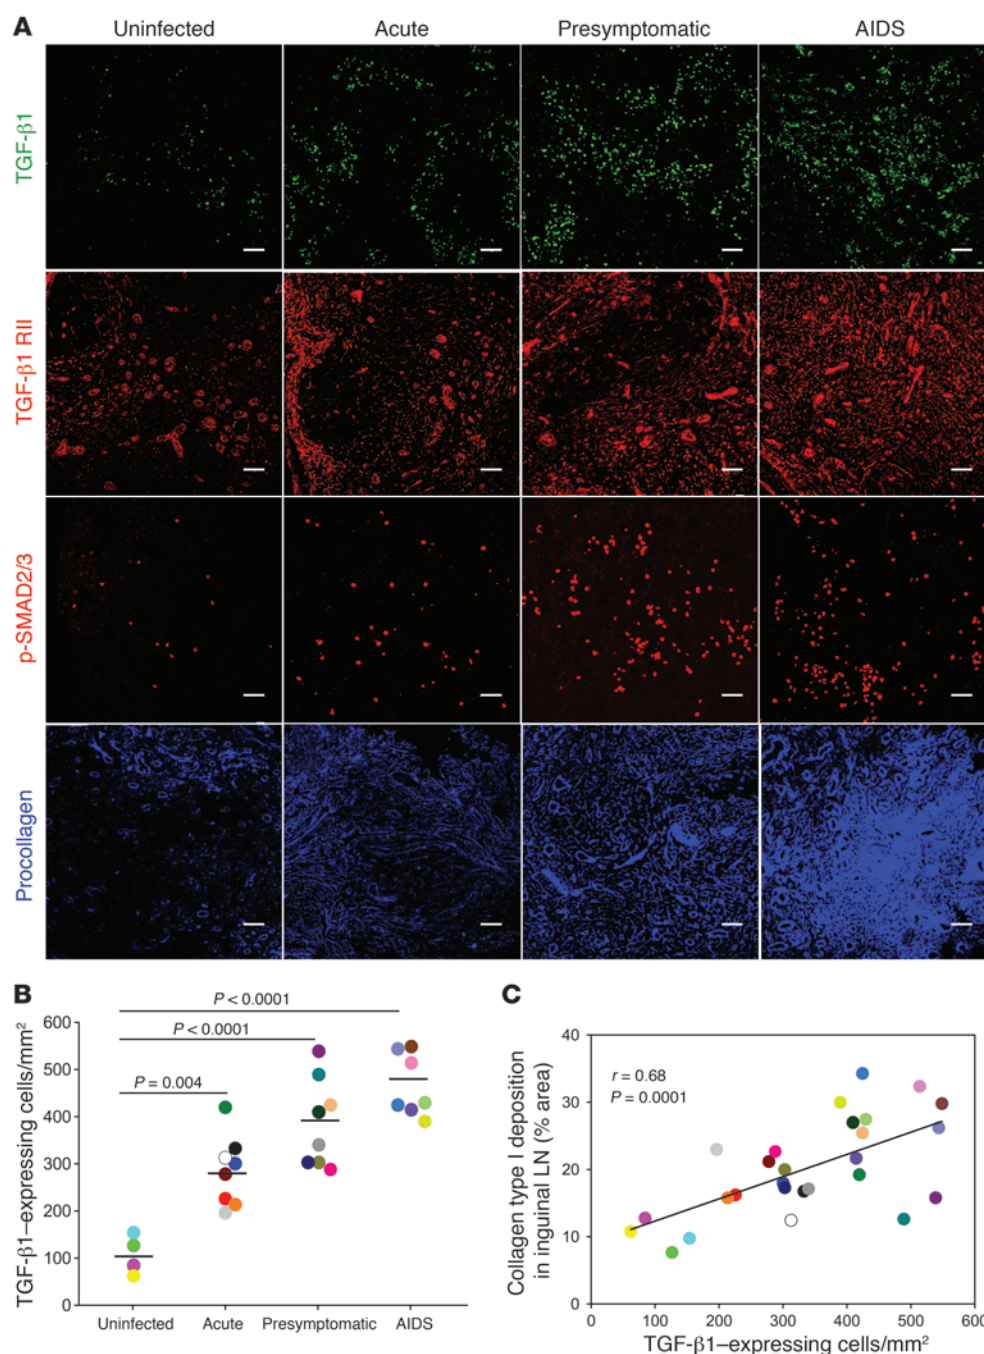 A
Uninfected Acute Presymptomatic AIDS
TGF-β1
TGF-β1 RII
p-SMAD2/3
Procollagen
B
P < 0.0001
P < 0.0001
P = 0.004
TGF-β1–expressing cells/mm²
600
500
400
300
200
100
0
Uninfected Acute Presymptomatic AIDS
C
r = 0.68
P = 0.0001
Collagen type I deposition
in inguinal LN (% area)
40
30
20
10
0
0 100 200 300 400 500 600
TGF-β1–expressing cells/mm²